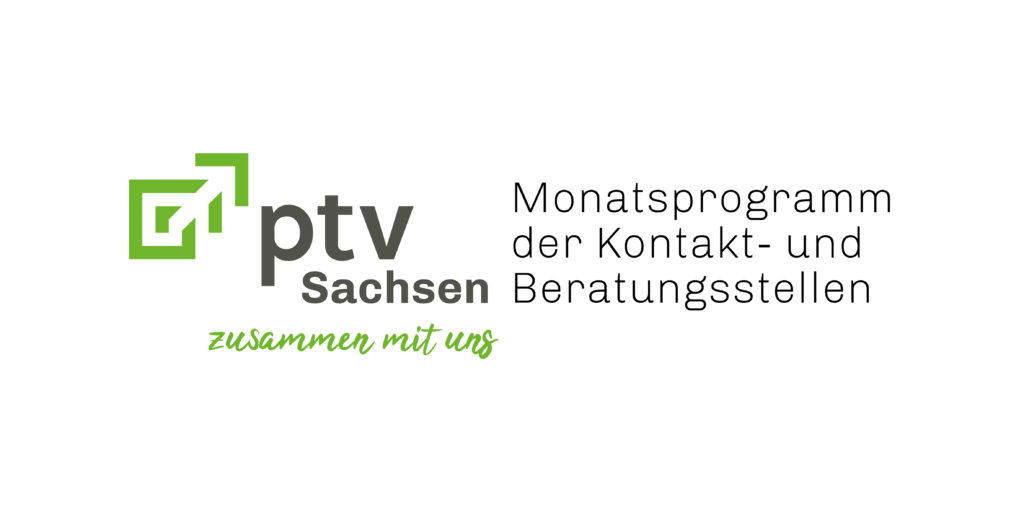 ptv
Sachsen
zusammen mit uns
Monatsprogramm
der Kontakt- und
Beratungsstellen